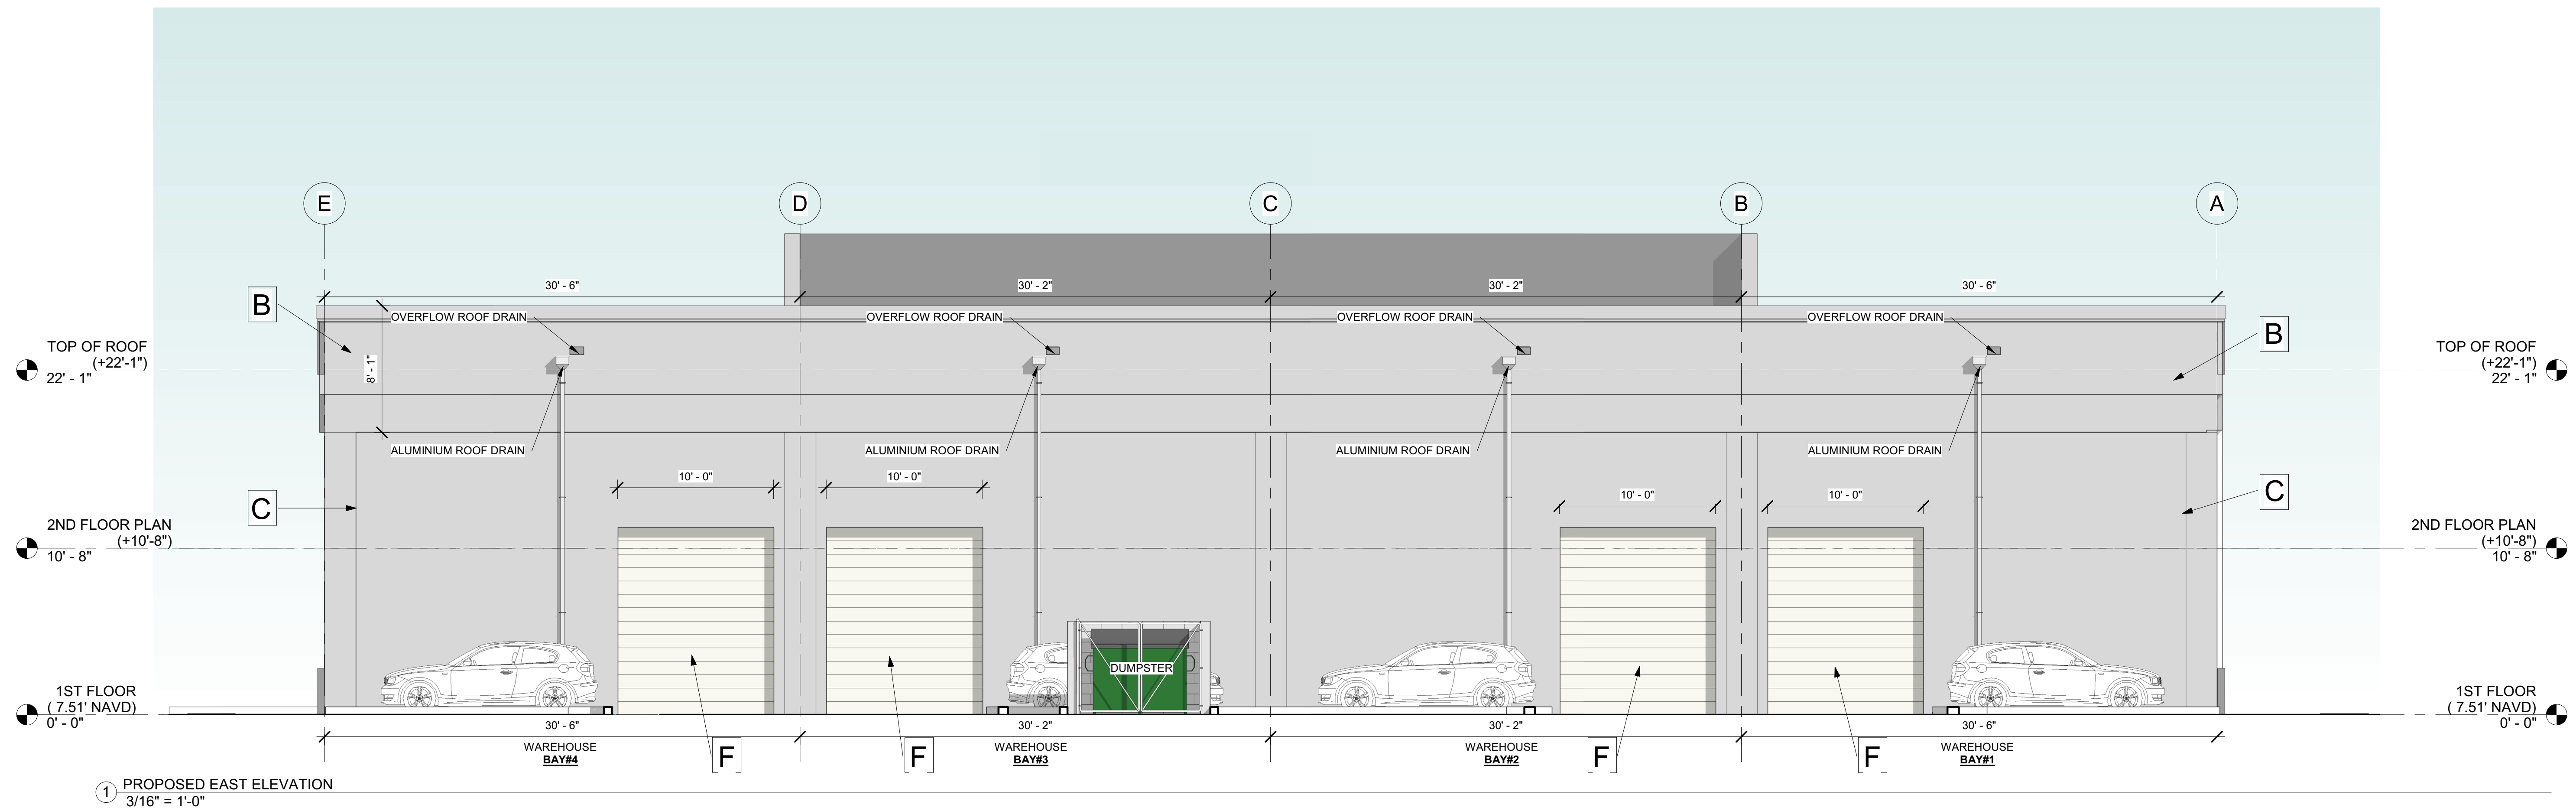 E D C B A
30' - 6" 30' - 2" 30' - 2" 30' - 6"
B
OVERFLOW ROOF DRAIN OVERFLOW ROOF DRAIN OVERFLOW ROOF DRAIN OVERFLOW ROOF DRAIN
B
TOP OF ROOF
(+22'-1")
22' - 1"
8' - 1"
TOP OF ROOF
(+22'-1")
22' - 1"
ALUMINIUM ROOF DRAIN ALUMINIUM ROOF DRAIN ALUMINIUM ROOF DRAIN ALUMINIUM ROOF DRAIN
10' - 0" 10' - 0" 10' - 0" 10' - 0"
C C
2ND FLOOR PLAN
(+10'-8")
10' - 8"
2ND FLOOR PLAN
(+10'-8")
10' - 8"
DUMPSTER
1ST FLOOR
( 7.51' NAVD)
0' - 0"
1ST FLOOR
( 7.51' NAVD)
0' - 0"
30' - 6" 30' - 2" 30' - 2" 30' - 6"
WAREHOUSE
BAY#4
F
F
WAREHOUSE
BAY#3
WAREHOUSE
BAY#2
F
F
WAREHOUSE
BAY#1
1 PROPOSED EAST ELEVATION
3/16" = 1'-0"